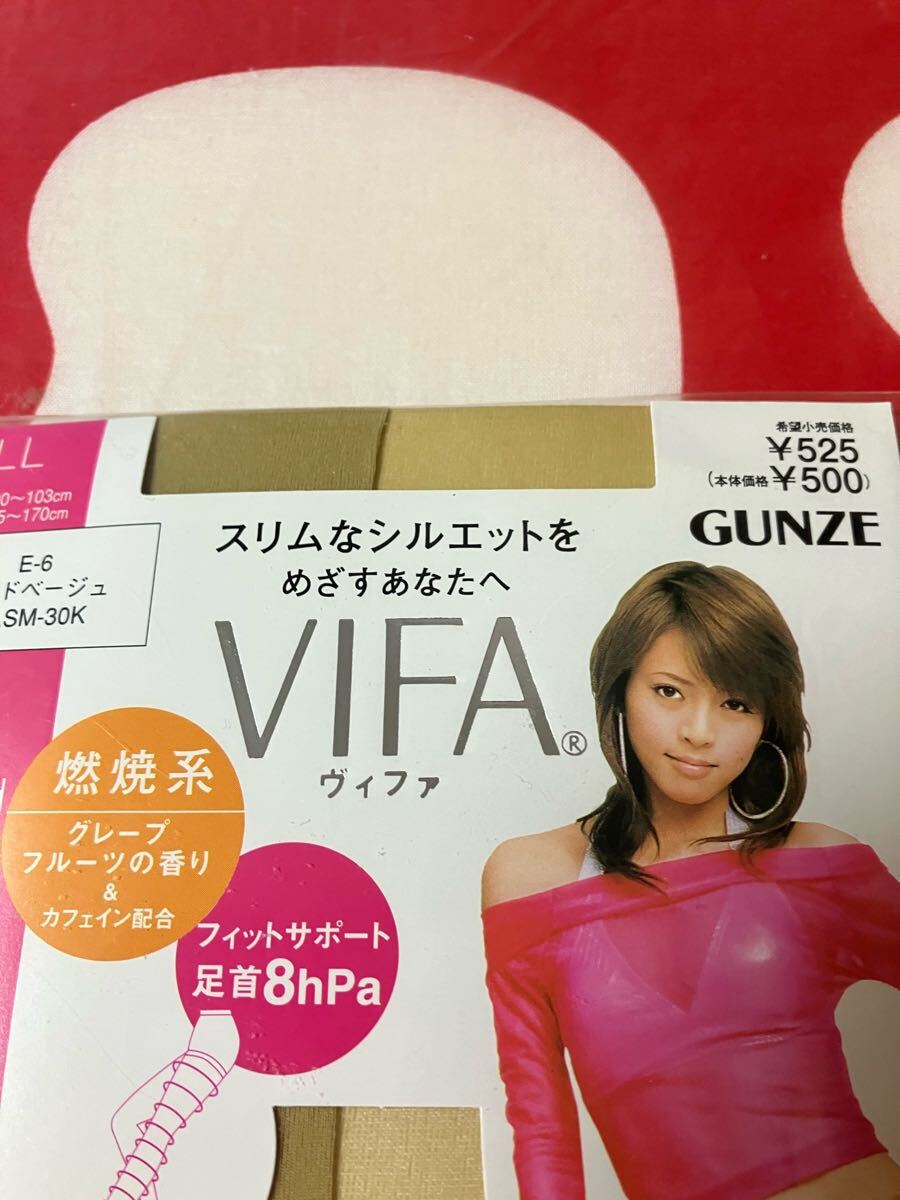 LL
0～103cm
5～170cm
E-6
ドベージュ
SM-30K
希望小売価格
¥525
(本体価格 ¥500)
GUNZE
スリムなシルエットを
めざすあなたへ
VIFA®
ヴィファ
燃焼系
グレープ
フルーツの香り
&
カフェイン配合
フィットサポート
足首8hPa